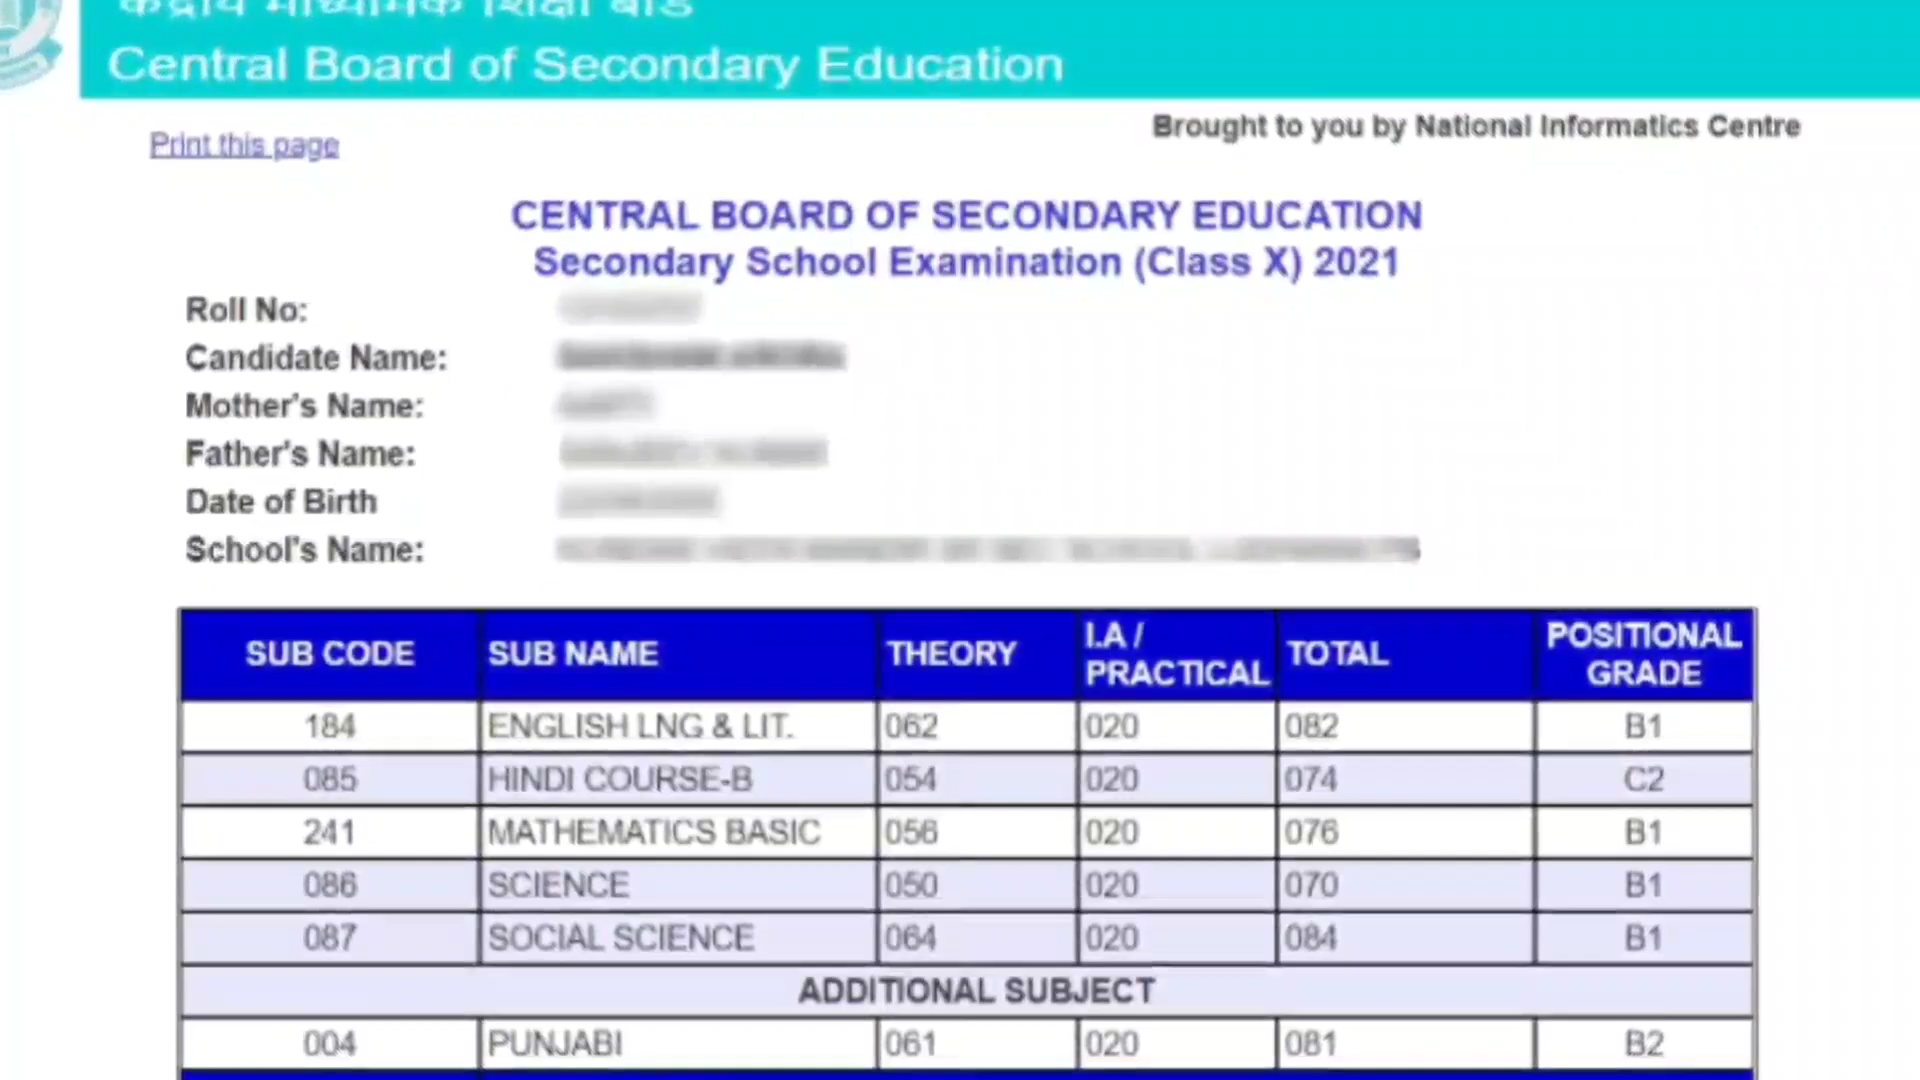 केंद्रीय माध्यमिक शिक्षा बोर्ड
Central Board of Secondary Education
Print this page
Brought to you by National Informatics Centre
CENTRAL BOARD OF SECONDARY EDUCATION
Secondary School Examination (Class X) 2021
Roll No:
Candidate Name:
Mother's Name:
Father's Name:
Date of Birth
School's Name:
SUB CODE SUB NAME THEORY I.A / PRACTICAL TOTAL POSITIONAL GRADE
184 ENGLISH LNG & LIT. 062 020 082 B1
085 HINDI COURSE-B 054 020 074 C2
241 MATHEMATICS BASIC 056 020 076 B1
086 SCIENCE 050 020 070 B1
087 SOCIAL SCIENCE 064 020 084 B1
ADDITIONAL SUBJECT
004 PUNJABI 061 020 081 B2